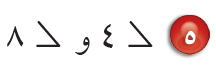 ٥ ∠ ٤ و ∠ ٨